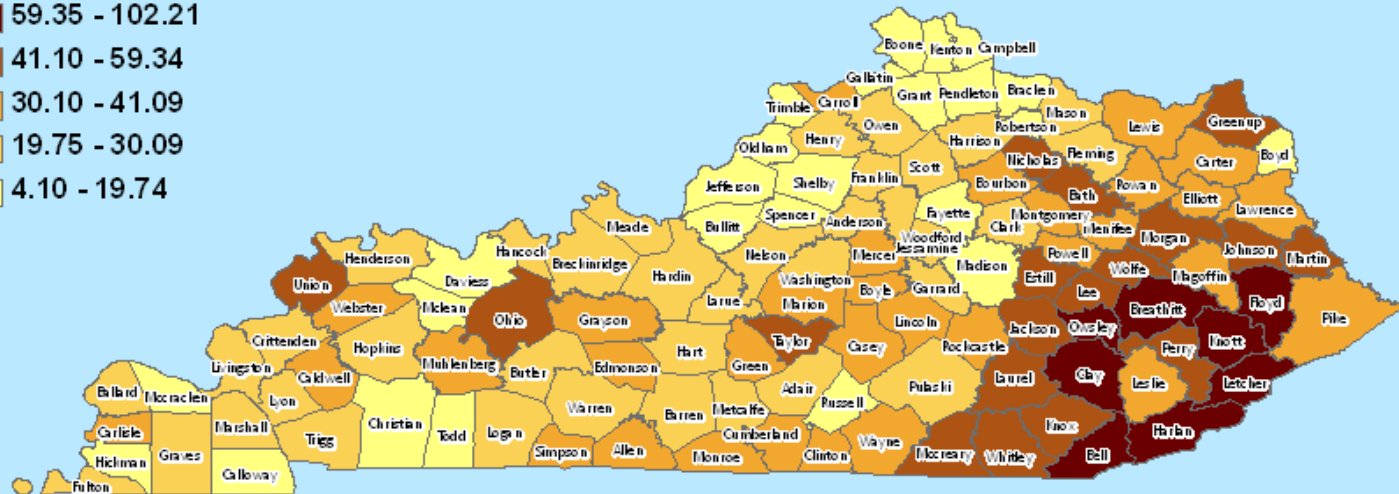 59.35 - 102.21
41.10 - 59.34
30.10 - 41.09
19.75 - 30.09
4.10 - 19.74
Boone Kenton Campbell
Gallatin
Grant Pendleton Bracken
Trimble Carroll
Mason
Owen Robertson Lewis Greenup
Oldham Henry Harrison
Nicholas Fleming Carter Boyd
Scott
Jefferson Shelby Franklin Bourbon Rowan
Bath Elliott
Fayette Lawrence
Bullitt Spencer Anderson Clark Montgomery
Meade Woodford Menifee
Morgan
Jessamine
Hancock Nelson Mercer Powell Johnson Martin
Henderson Breckinridge Madison Wolfe
Hardin Washington Estill Magoffin
Union Daviess Boyle Garrard Lee
Webster Mclean Larue Marion Floyd
Breathitt
Ohio Grayson Lincoln Jackson Owsley Pike
Crittenden Taylor Casey Rockcastle Perry Knott
Hopkins Hart
Livingston Muhlenberg Butler Edmonson Green
Caldwell Laurel Clay Leslie Letcher
Ballard Mccracken Lyon Adair Pulaski
Russell
Warren Barren Metcalfe
Marshall Christian Todd Logan Knox Harlan
Carlisle Trigg Cumberland Wayne
Hickman Graves Simpson Allen Monroe Clinton Mccreary Whitley Bell
Calloway
Fulton